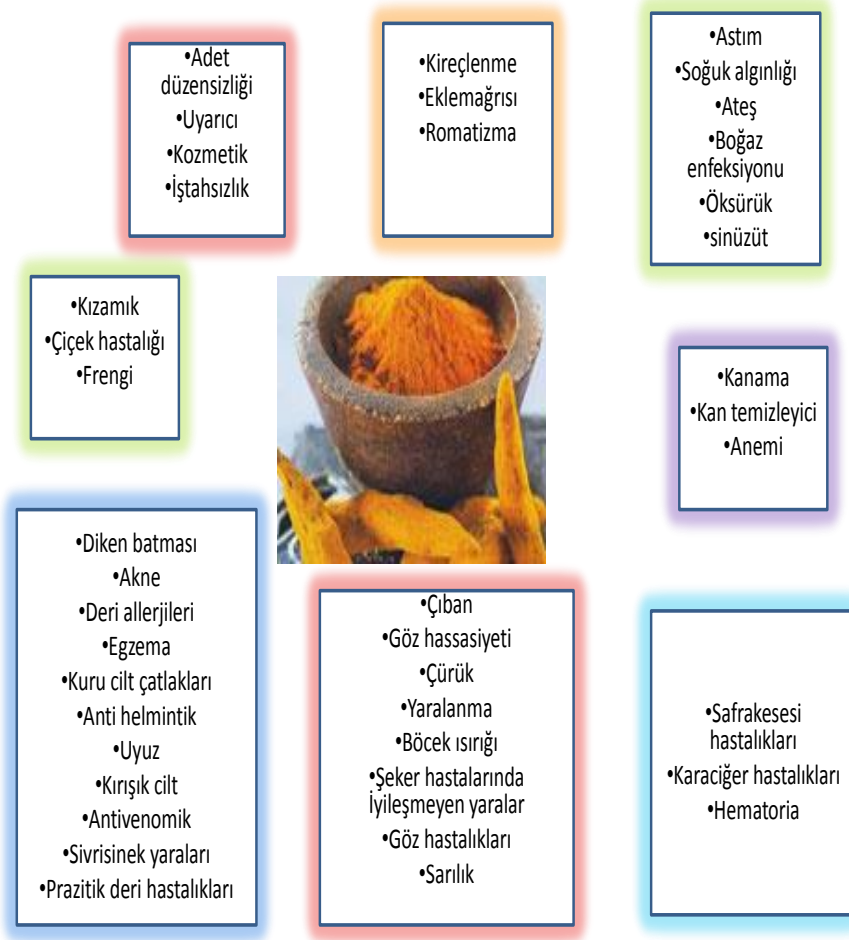 •Adet
düzensizliği
•Uyarıcı
•Kozmetik
•İştahsızlık
•Kireçlenme
•Eklemağrısı
•Romatizma
•Astım
•Soğuk algınlığı
•Ateş
•Boğaz
enfeksiyonu
•Öksürük
•sinüzüt
•Kızamık
•Çiçek hastalığı
•Frengi
•Kanama
•Kan temizleyici
•Anemi
•Diken batması
•Akne
•Deri allerjileri
•Egzema
•Kuru cilt çatlakları
•Anti helmintik
•Uyuz
•Kırışık cilt
•Antivenomik
•Sivrisinek yaraları
•Prazitik deri hastalıkları
•Çıban
•Göz hassasiyeti
•Çürük
•Yaralanma
•Böcek ısırığı
•Şeker hastalarında
İyileşmeyen yaralar
•Göz hastalıkları
•Sarılık
•Safrakesesi
hastalıkları
•Karaciğer hastalıkları
•Hematoria